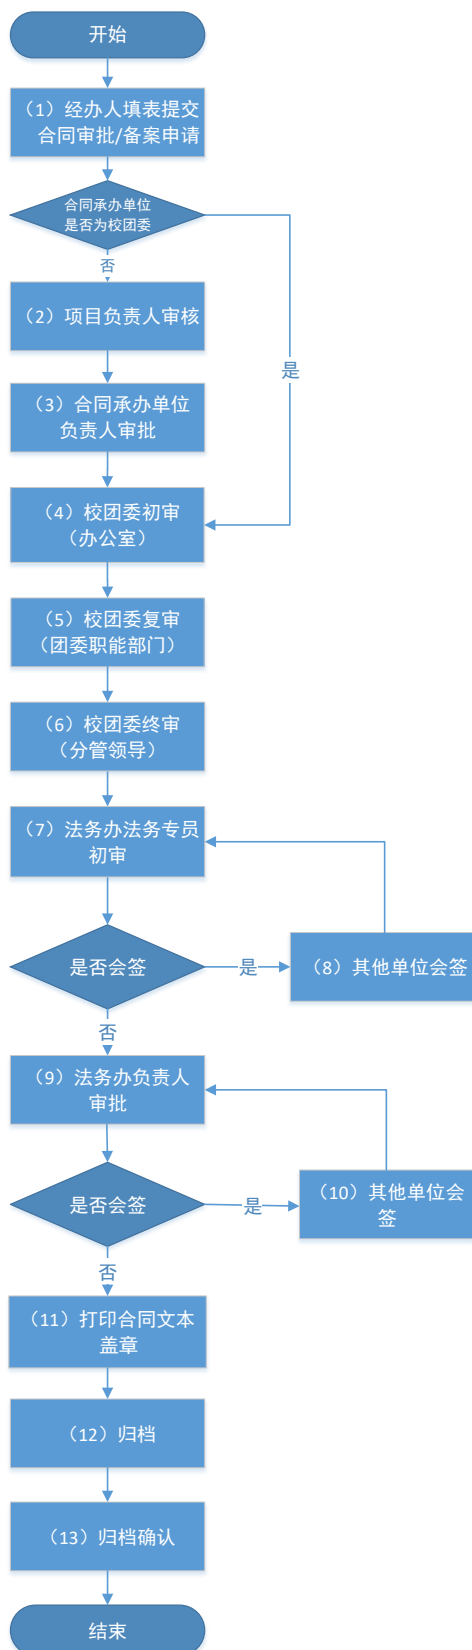 开始
（1）经办人填表提交
合同审批/备案申请
合同承办单位
是否为校团委
否
（2）项目负责人审核
是
（3）合同承办单位
负责人审批
（4）校团委初审
（办公室）
（5）校团委复审
（团委职能部门）
（6）校团委终审
（分管领导）
（7）法务办法务专员
初审
是否会签
是
（8）其他单位会签
否
（9）法务办负责人
审批
是否会签
是
（10）其他单位会
签
否
（11）打印合同文本
盖章
（12）归档
（13）归档确认
结束